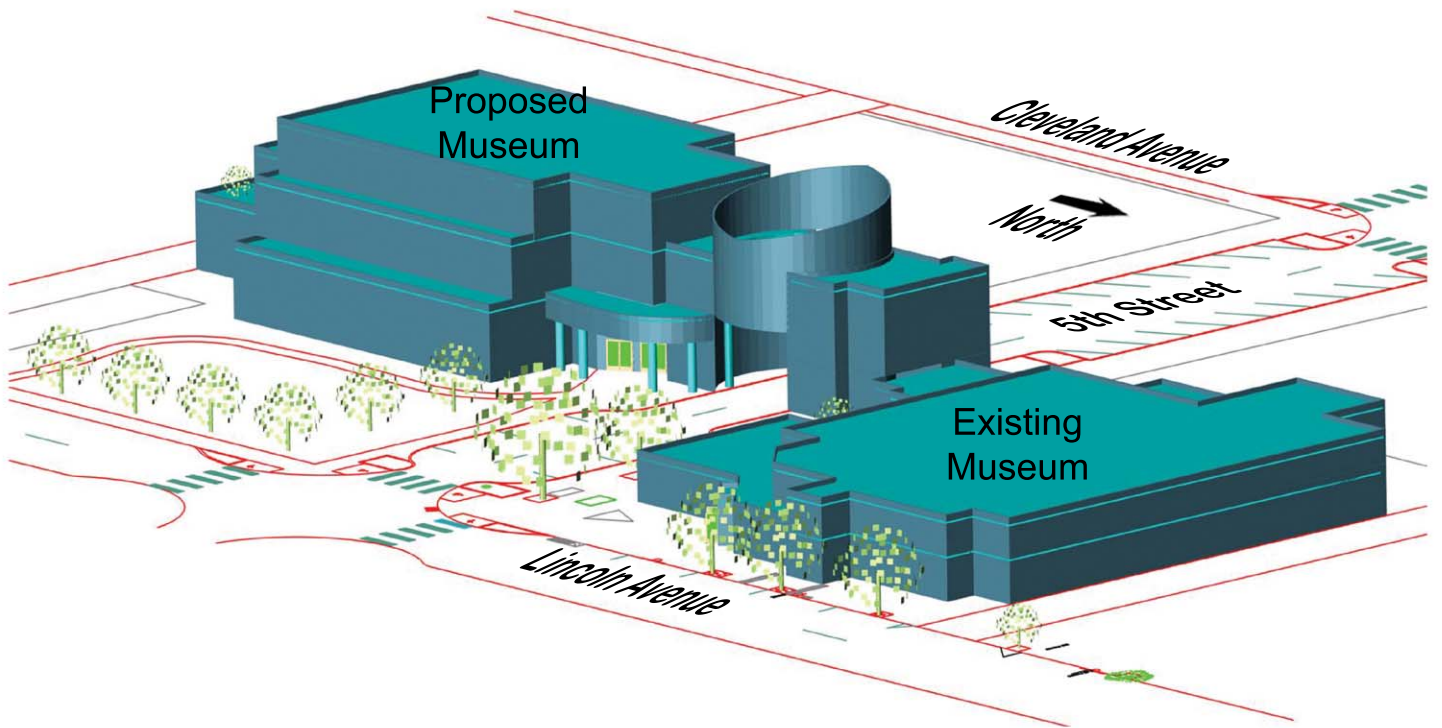 Proposed
Museum
Cleveland Avenue
North
5th Street
Existing
Museum
Lincoln Avenue